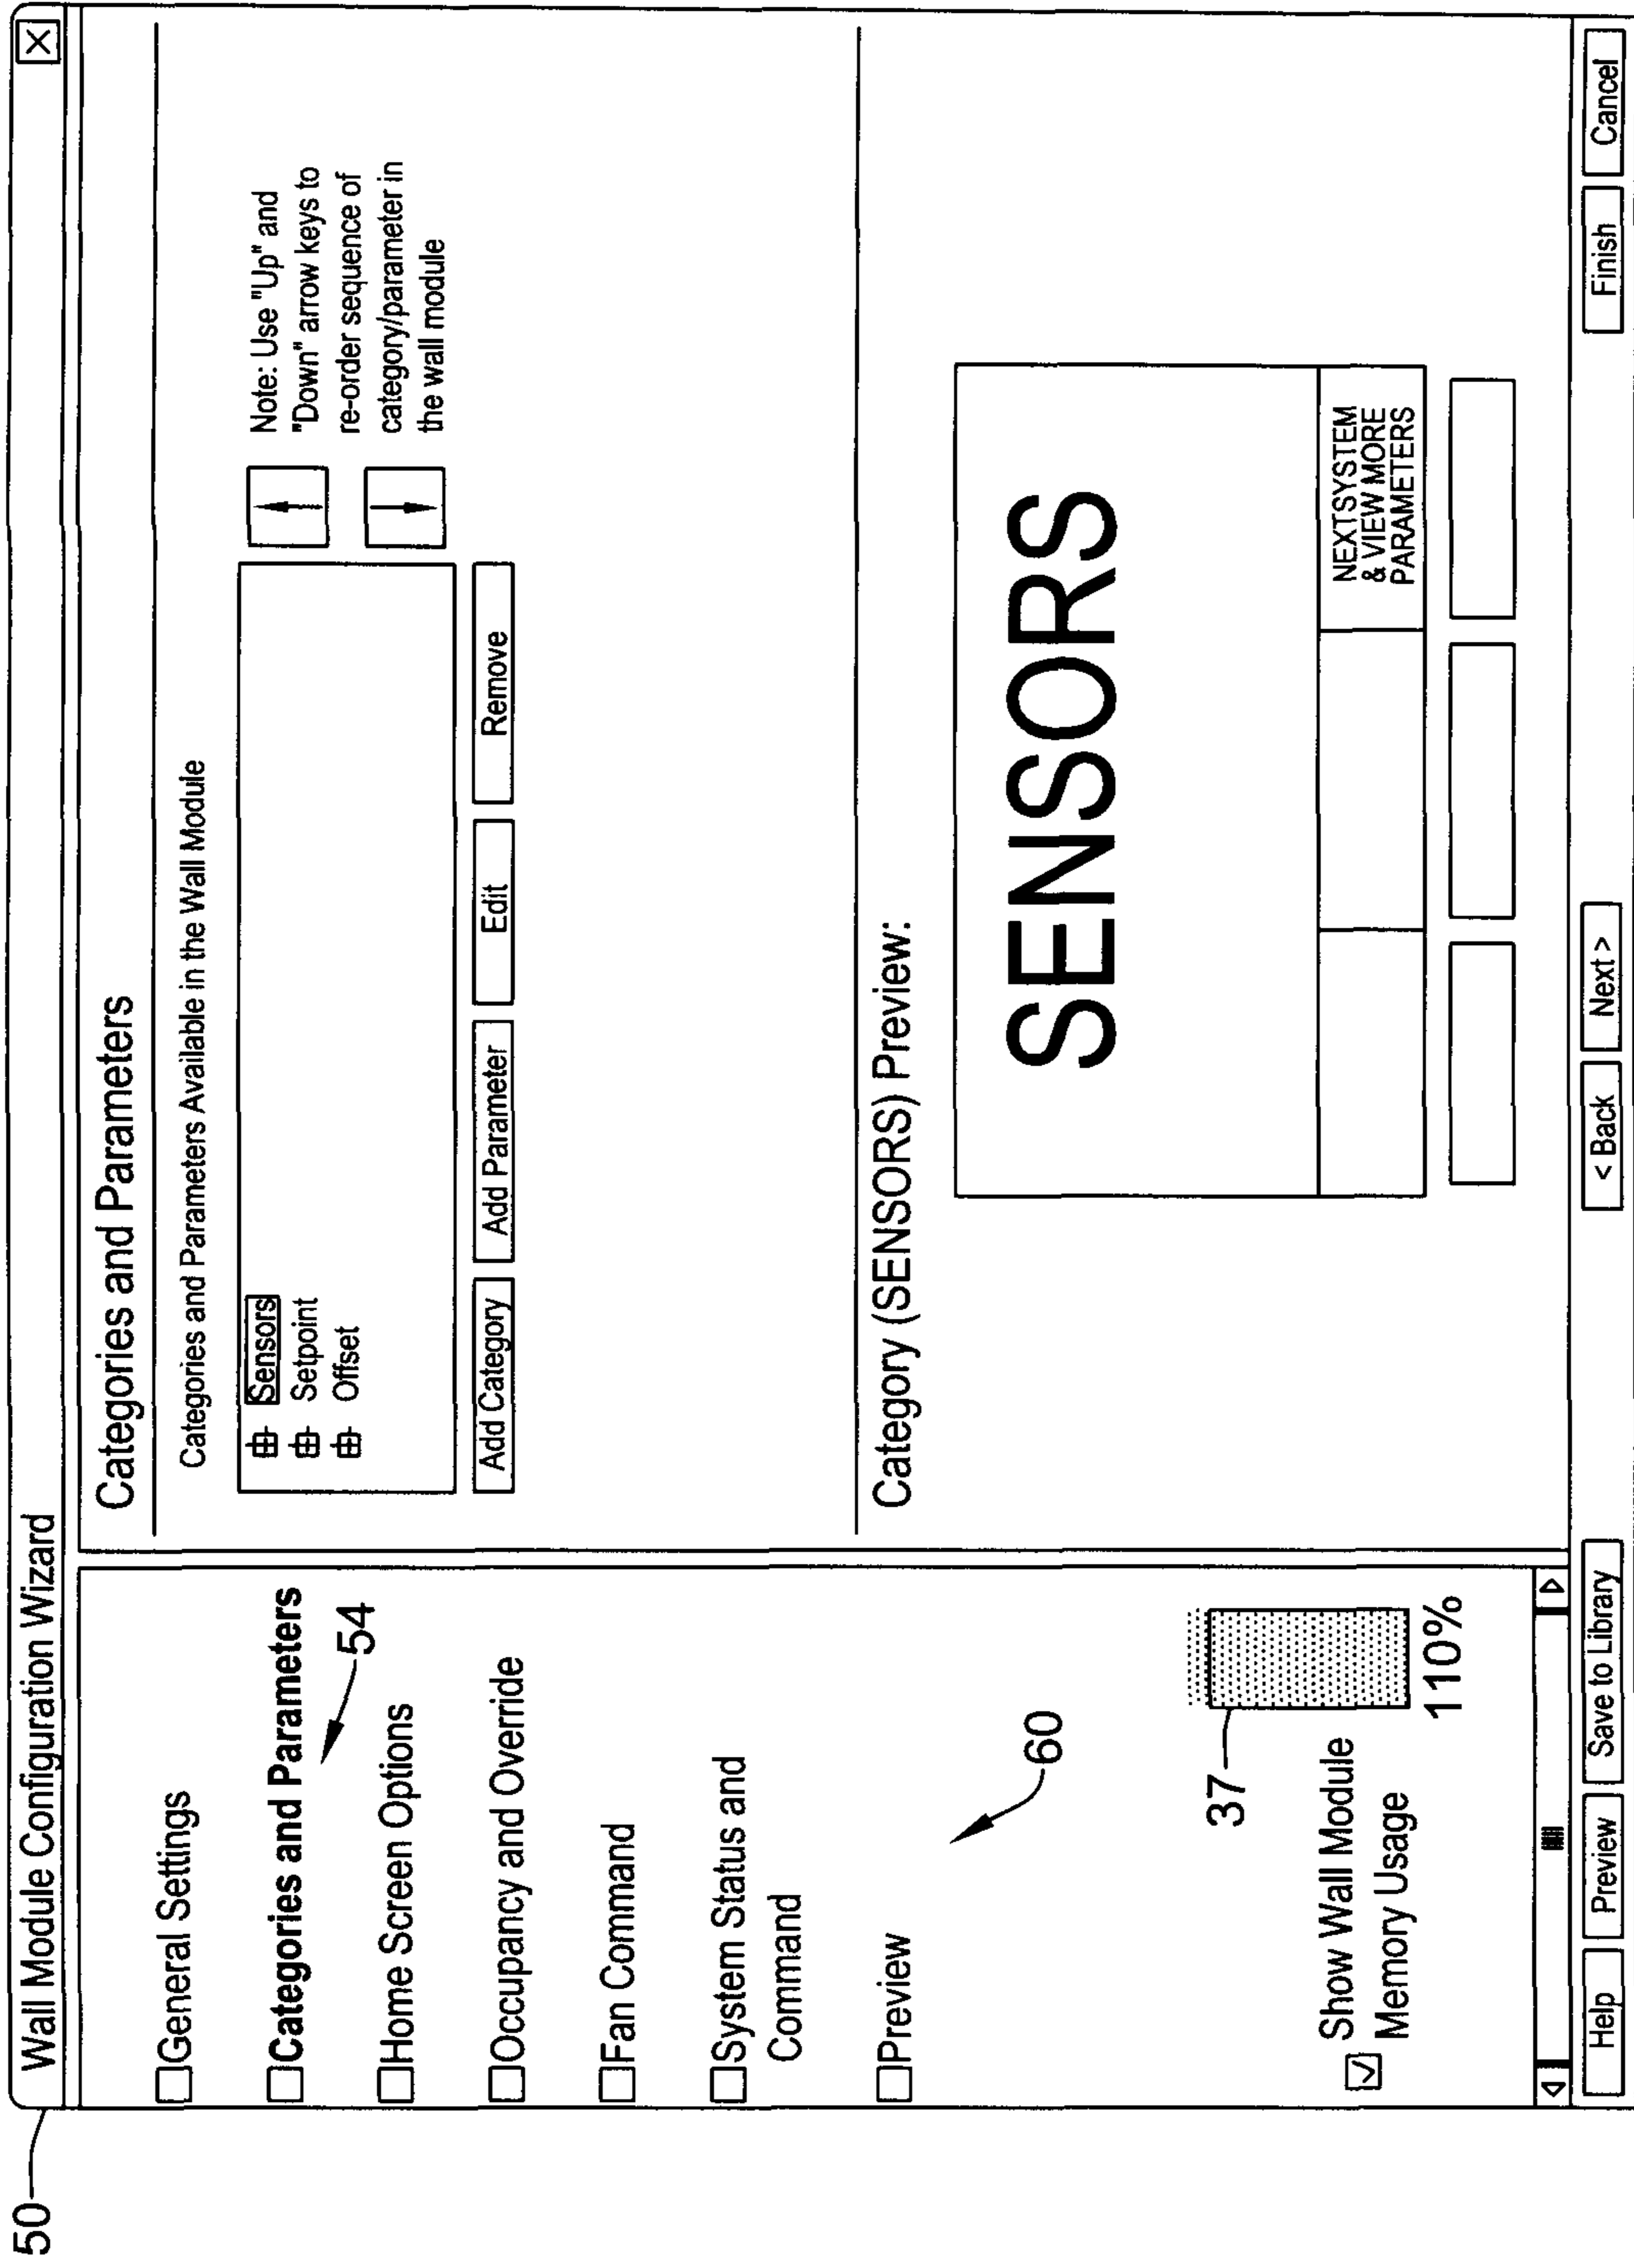 50
Wall Module Configuration Wizard
X
General Settings
Categories and Parameters
54
Home Screen Options
Occupancy and Override
Fan Command
System Status and
Command
Preview
60
37
Show Wall Module
Memory Usage
110%
Categories and Parameters
Categories and Parameters Available in the Wall Module
Sensors
Setpoint
Offset
Note: Use "Up" and
"Down" arrow keys to
re-order sequence of
category/parameter in
the wall module
Add Category
Add Parameter
Edit
Remove
Category (SENSORS) Preview:
SENSORS
NEXTSYSTEM
& VIEW MORE
PARAMETERS
Help
Preview
Save to Library
< Back
Next >
Finish
Cancel